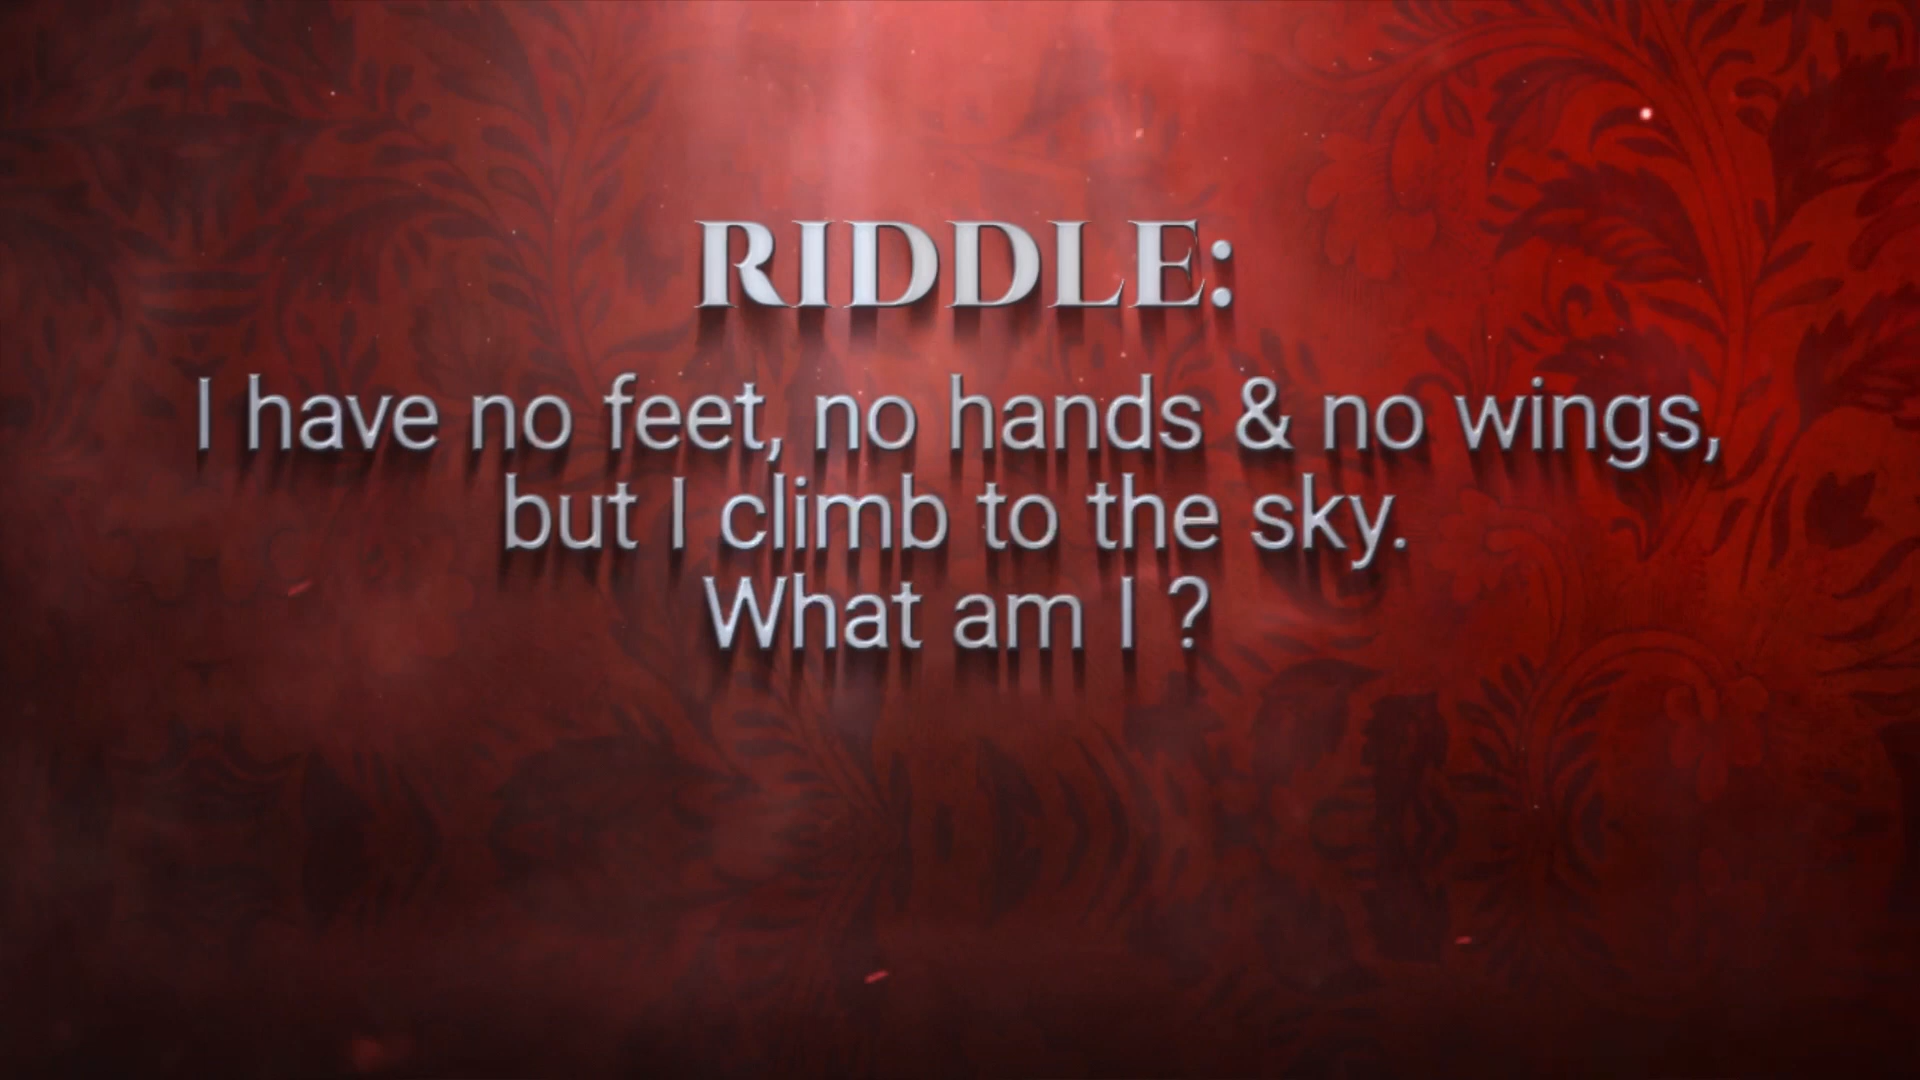 RIDDLE:
I have no feet, no hands & no wings,
but I climb to the sky.
What am I ?